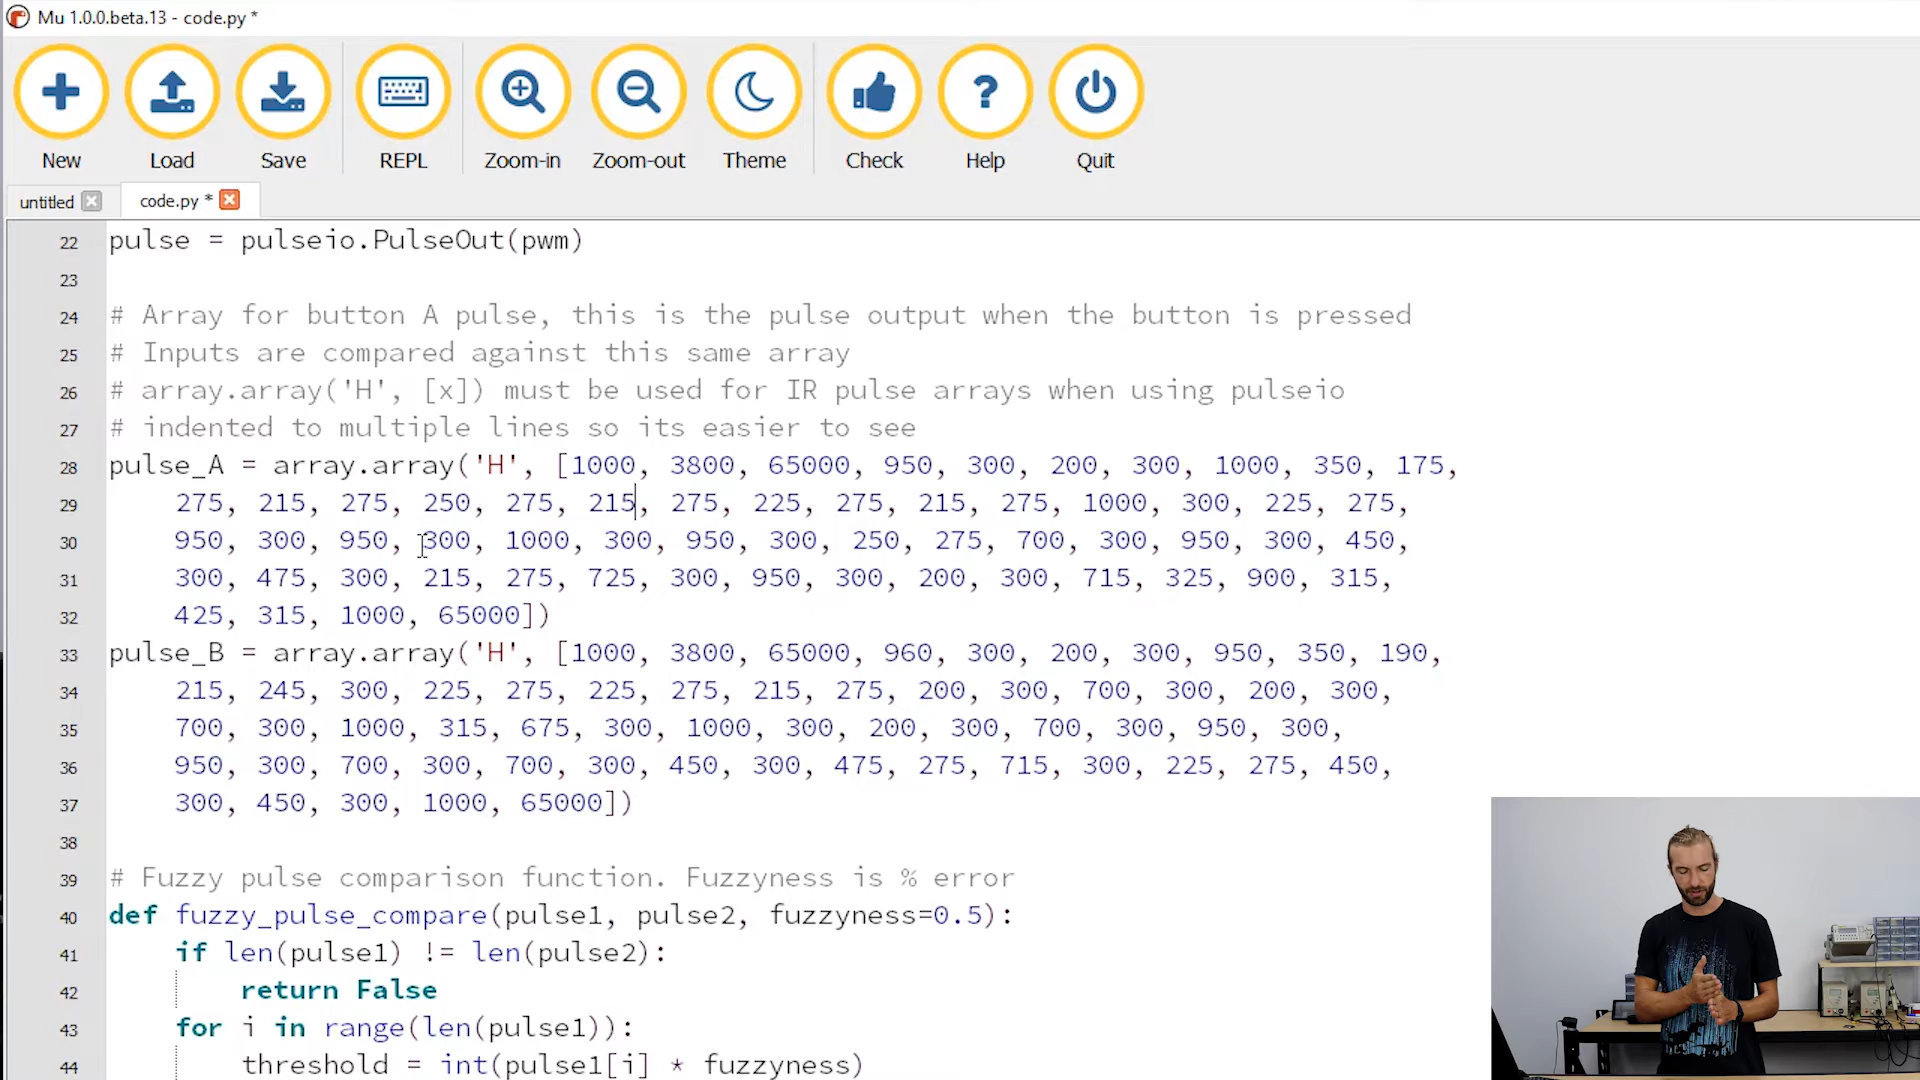 Mu 1.0.0.beta.13 - code.py *
New Load Save REPL Zoom-in Zoom-out Theme Check Help Quit
untitled code.py *
22 pulse = pulseio.PulseOut(pwm)
23
24 # Array for button A pulse, this is the pulse output when the button is pressed
25 # Inputs are compared against this same array
26 # array.array('H', [x]) must be used for IR pulse arrays when using pulseio
27 # indented to multiple lines so its easier to see
28 pulse_A = array.array('H', [1000, 3800, 65000, 950, 300, 200, 300, 1000, 350, 175,
29 275, 215, 275, 250, 275, 215, 275, 225, 275, 215, 275, 1000, 300, 225, 275,
30 950, 300, 950, 300, 1000, 300, 950, 300, 250, 275, 700, 300, 950, 300, 450,
31 300, 475, 300, 215, 275, 725, 300, 950, 300, 200, 300, 715, 325, 900, 315,
32 425, 315, 1000, 65000])
33 pulse_B = array.array('H', [1000, 3800, 65000, 960, 300, 200, 300, 950, 350, 190,
34 215, 245, 300, 225, 275, 225, 275, 215, 275, 200, 300, 700, 300, 200, 300,
35 700, 300, 1000, 315, 675, 300, 1000, 300, 200, 300, 700, 300, 950, 300,
36 950, 300, 700, 300, 700, 300, 450, 300, 475, 275, 715, 300, 225, 275, 450,
37 300, 450, 300, 1000, 65000])
38
39 # Fuzzy pulse comparison function. Fuzzyness is % error
40 def fuzzy_pulse_compare(pulse1, pulse2, fuzzyness=0.5):
41 if len(pulse1) != len(pulse2):
42 return False
43 for i in range(len(pulse1)):
44 threshold = int(pulse1[i] * fuzzyness)